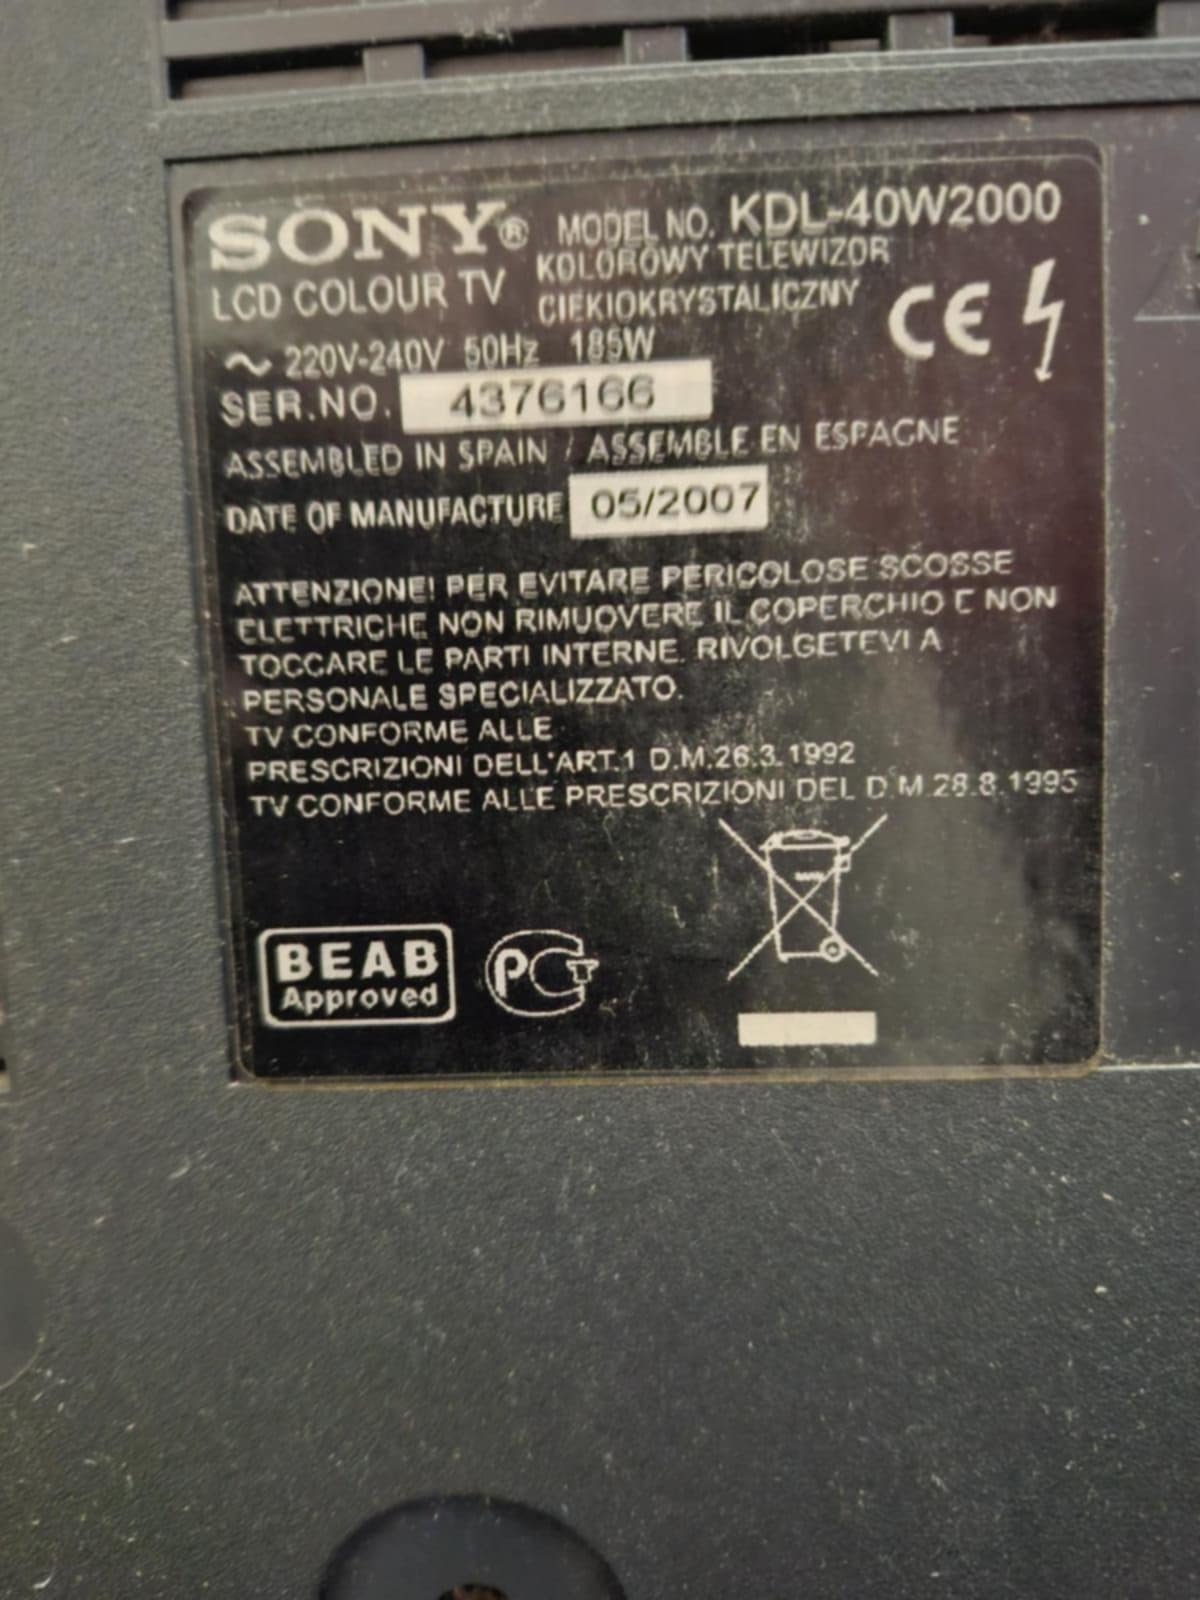 SONY® MODEL NO. KDL-40W2000
LCD COLOUR TV KOLOROWY TELEWIZOR
CIEKIOKRYSTALICZNY CE
~ 220V-240V 50Hz 185W
SER.NO. 4376166
ASSEMBLED IN SPAIN / ASSEMBLE EN ESPAGNE
DATE OF MANUFACTURE 05/2007
ATTENZIONE! PER EVITARE PERICOLOSE SCOSSE
ELETTRICHE NON RIMUOVERE IL COPERCHIO E NON
TOCCARE LE PARTI INTERNE. RIVOLGETEVI A
PERSONALE SPECIALIZZATO.
TV CONFORME ALLE
PRESCRIZIONI DELL'ART.1 D.M.26.3.1992
TV CONFORME ALLE PRESCRIZIONI DEL D.M.28.8.1995
BEAB
Approved